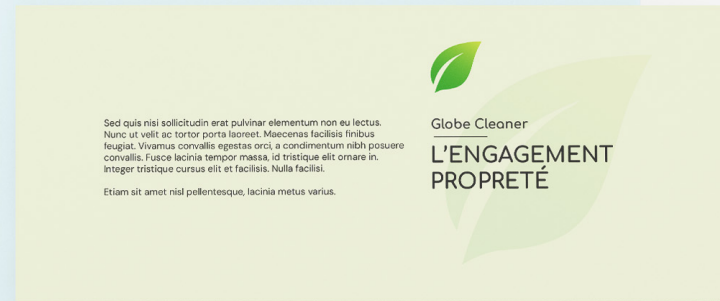 Sed quis nisi sollicitudin erat pulvinar elementum non eu lectus.
Nunc ut velit ac tortor porta laoreet. Maecenas facilisis finibus
feugiat. Vivamus convallis egestas orci, a condimentum nibh posuere
convallis. Fusce lacinia tempor massa, id tristique elit ornare in.
Integer tristique cursus elit et facilisis. Nulla facilisi.
Etiam sit amet nisl pellentesque, lacinia metus varius.
Globe Cleaner
L'ENGAGEMENT
PROPRETÉ